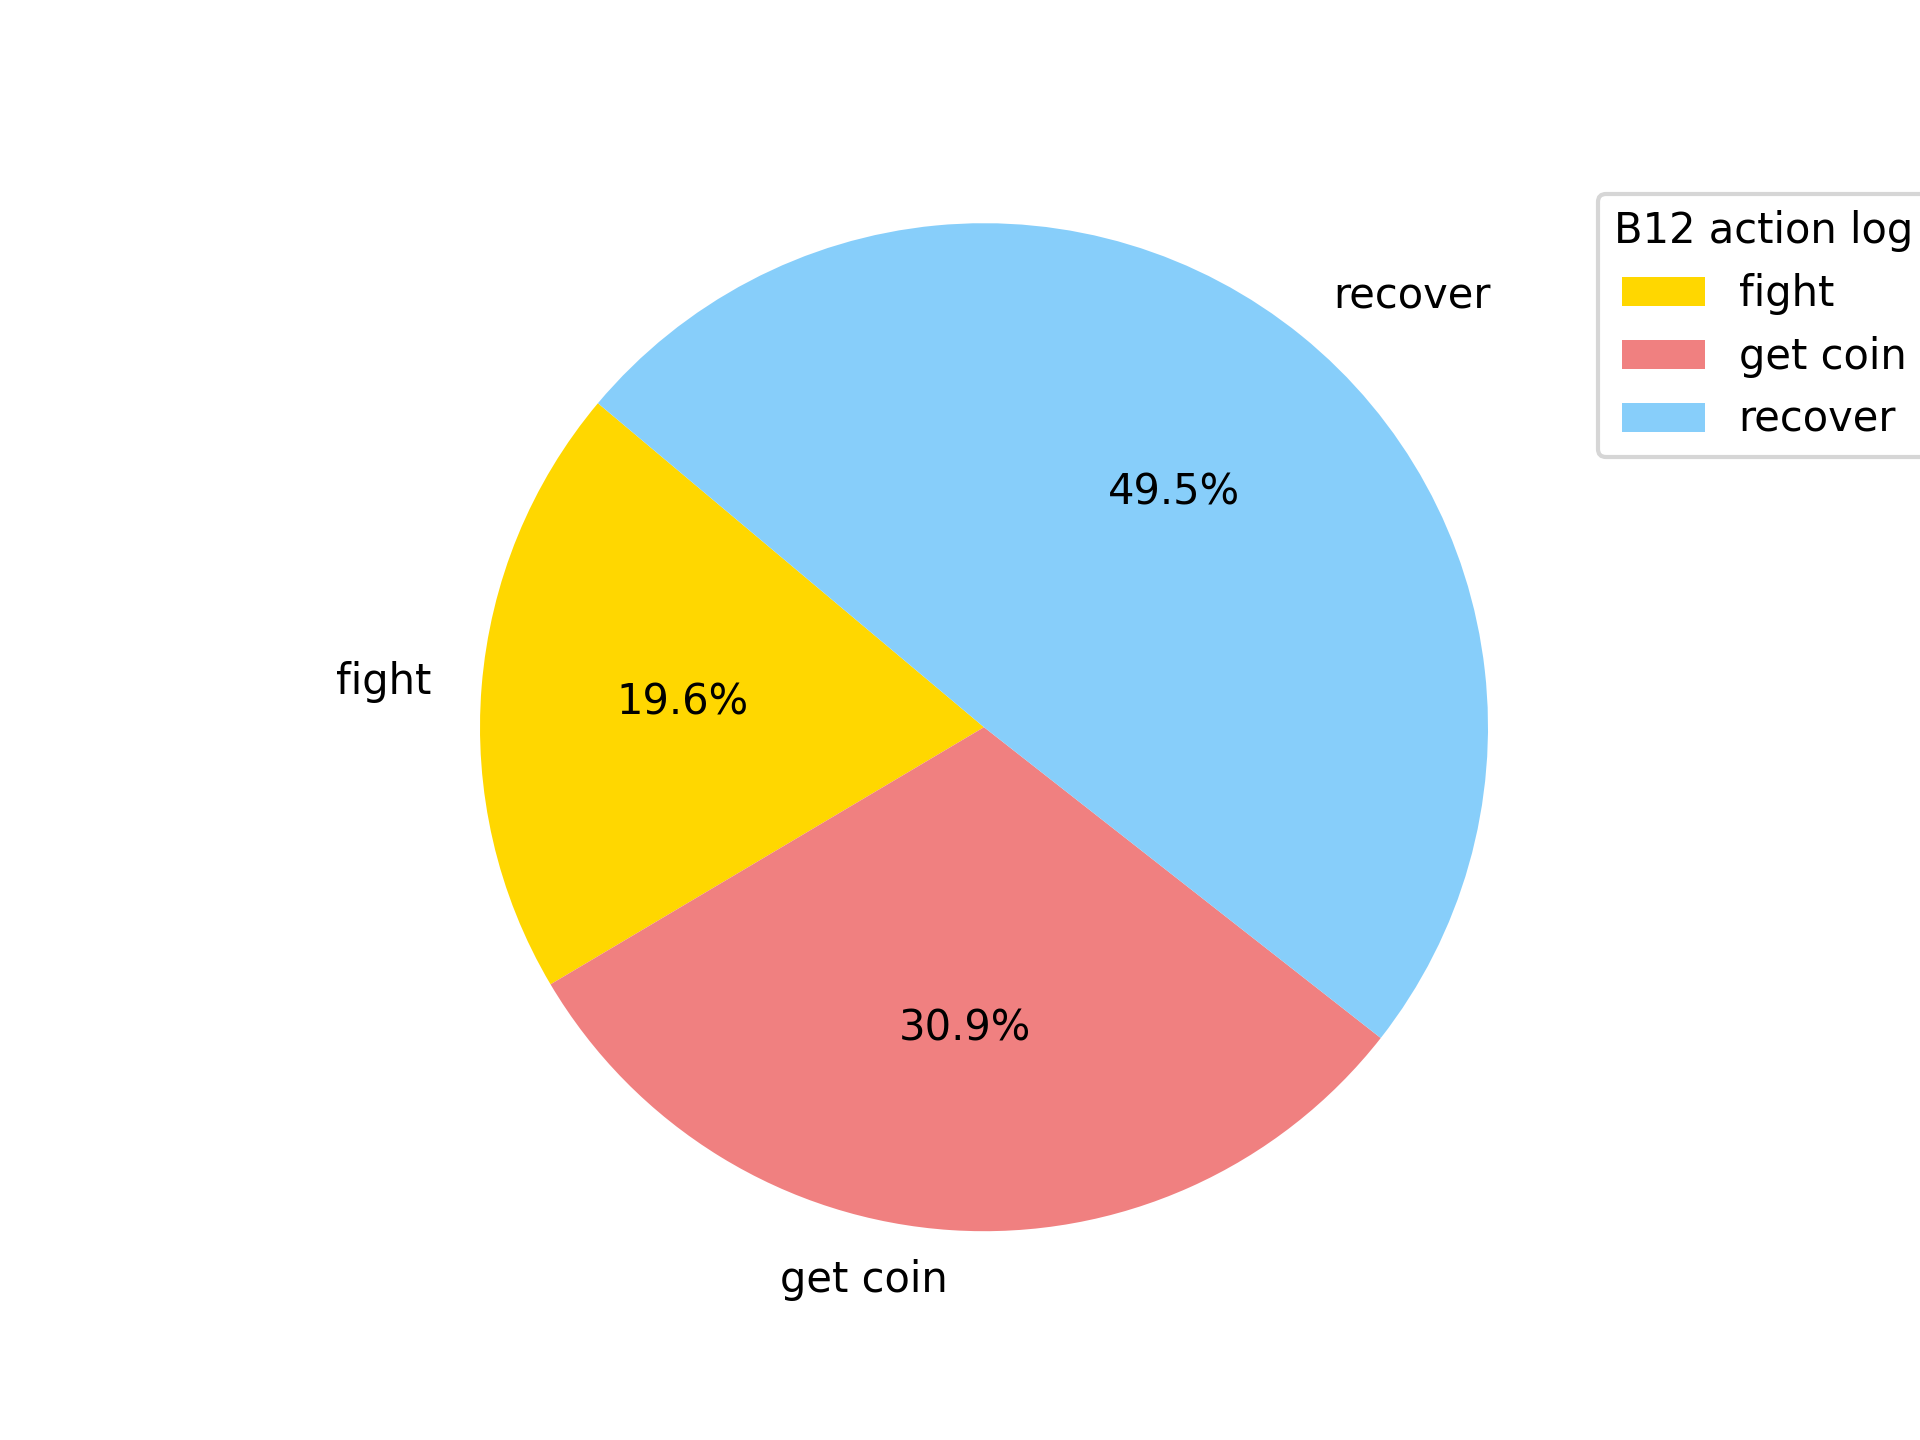 B12 action log
fight
get coin
recover
recover
49.5%
fight
19.6%
30.9%
get coin